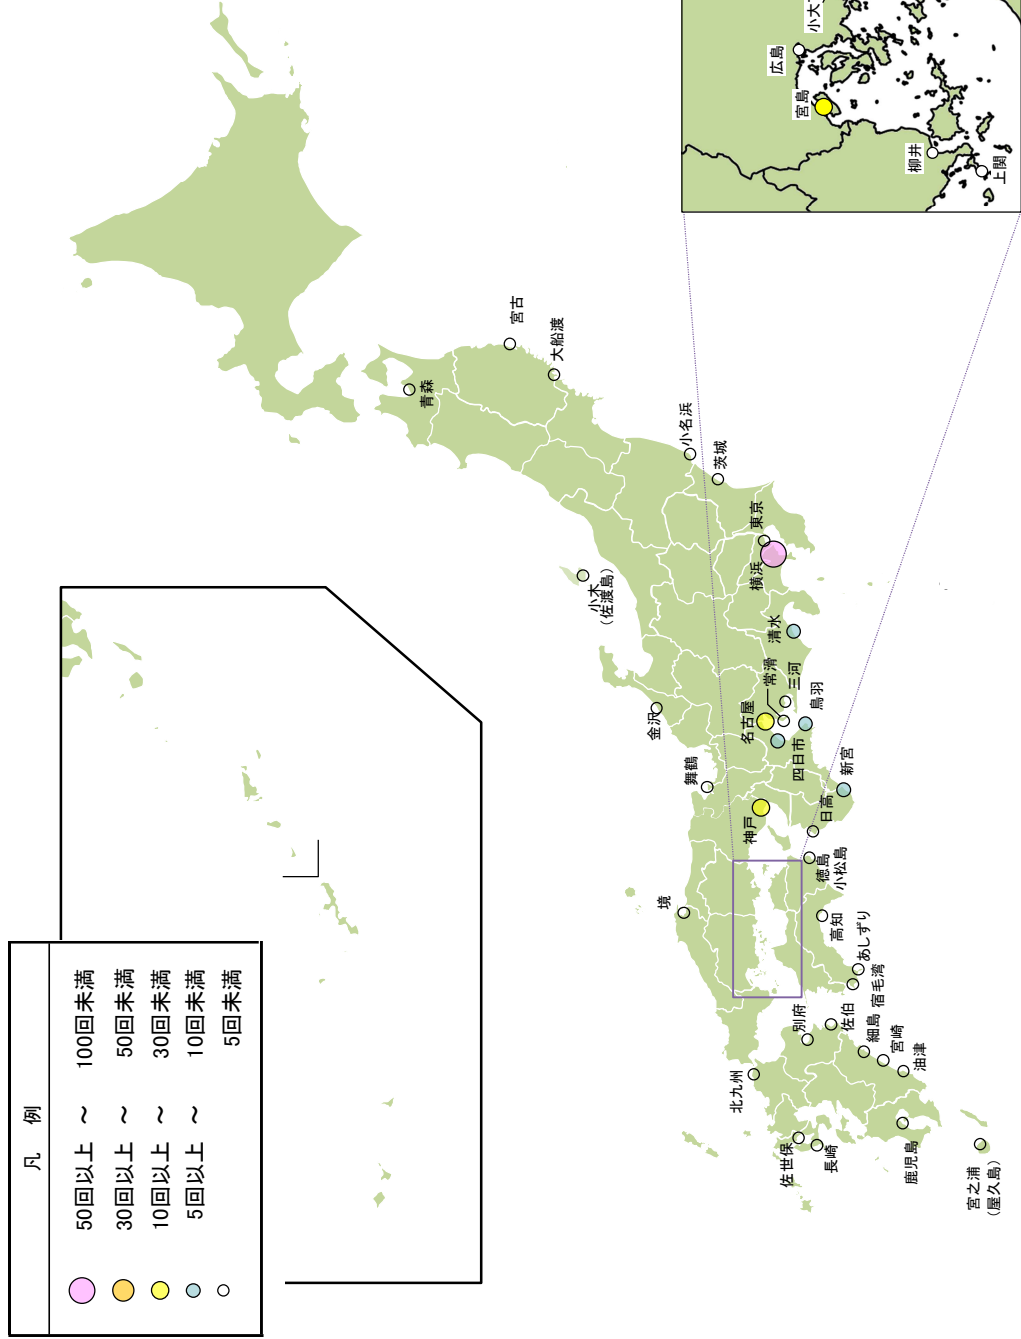 凡 例
50回以上 ～ 100回未満
30回以上 ～ 50回未満
10回以上 ～ 30回未満
5回以上 ～ 10回未満
5回未満
青森
宮古
大船渡
小名浜
茨城
東京
横浜
小木
（佐渡島）
清水
三河
常滑
名古屋
四日市
鳥羽
金沢
舞鶴
新宮
日高
神戸
徳島
小松島
境
高知
あしずり
宿毛湾
別府
佐伯
細島
宮崎
油津
北九州
佐世保
長崎
鹿児島
宮之浦
（屋久島）
広島
宮島
柳井
上関
小大